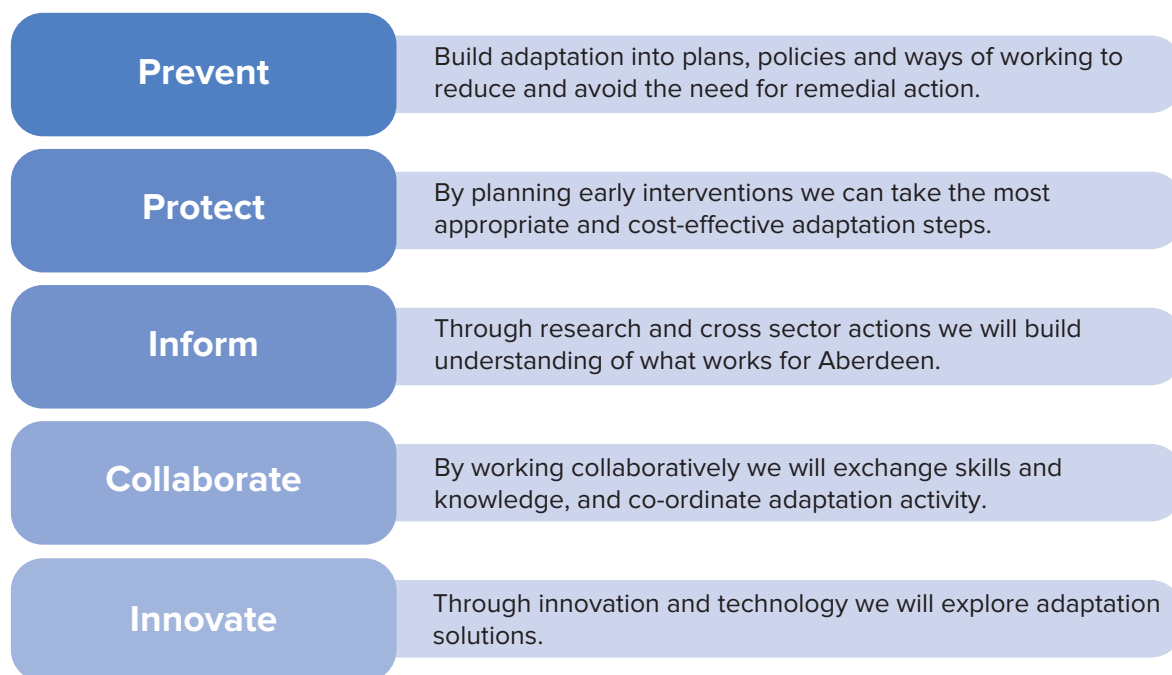 Prevent
Build adaptation into plans, policies and ways of working to
reduce and avoid the need for remedial action.
Protect
By planning early interventions we can take the most
appropriate and cost-effective adaptation steps.
Inform
Through research and cross sector actions we will build
understanding of what works for Aberdeen.
Collaborate
By working collaboratively we will exchange skills and
knowledge, and co-ordinate adaptation activity.
Innovate
Through innovation and technology we will explore adaptation
solutions.